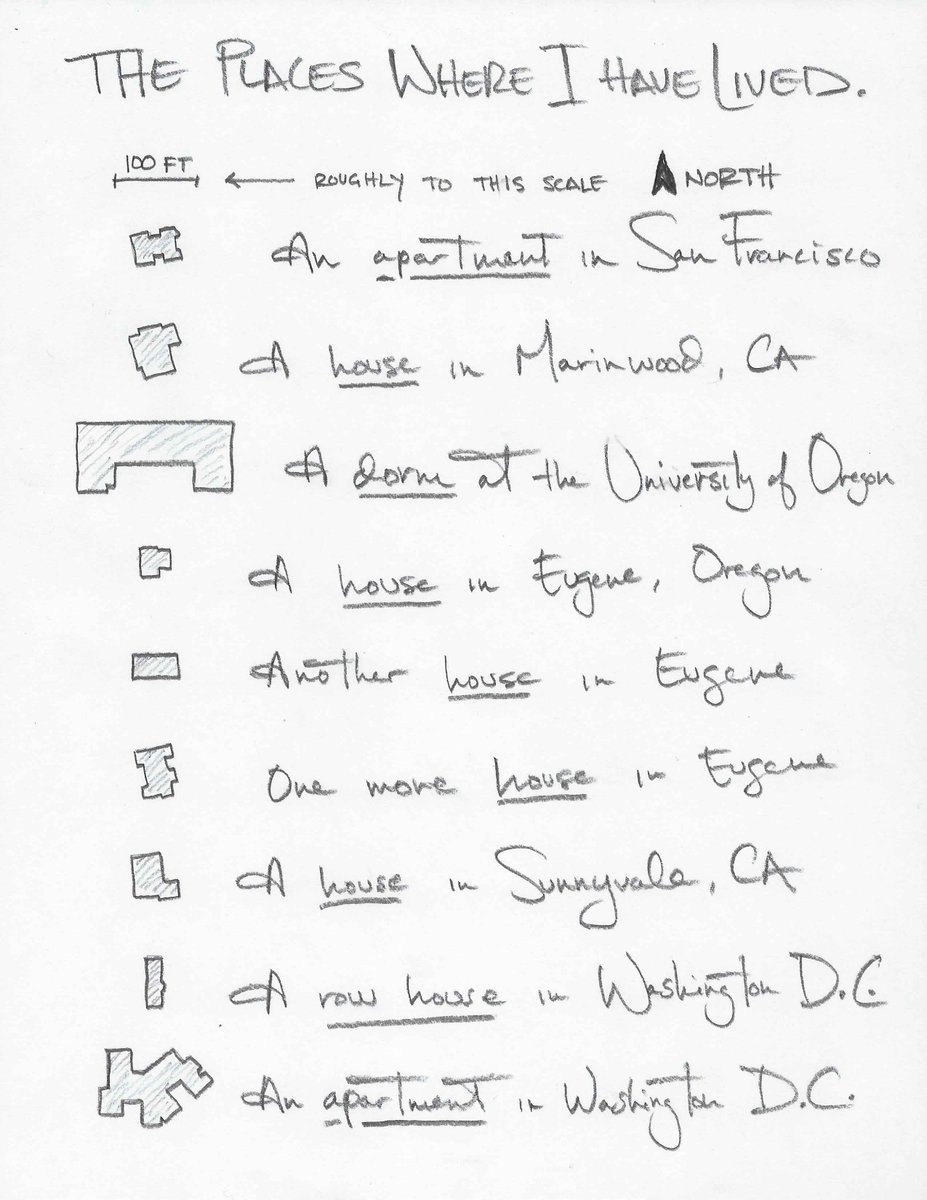 THE PLACES WHERE I HAVE LIVED.
100 FT ROUGHLY TO THIS SCALE NORTH
An apartment in San Francisco
A house in Marinwood, CA
A dorm at the University of Oregon
A house in Eugene, Oregon
Another house in Eugene
One more house in Eugene
A house in Sunnyvale, CA
A row house in Washington D.C.
An apartment in Washington D.C.